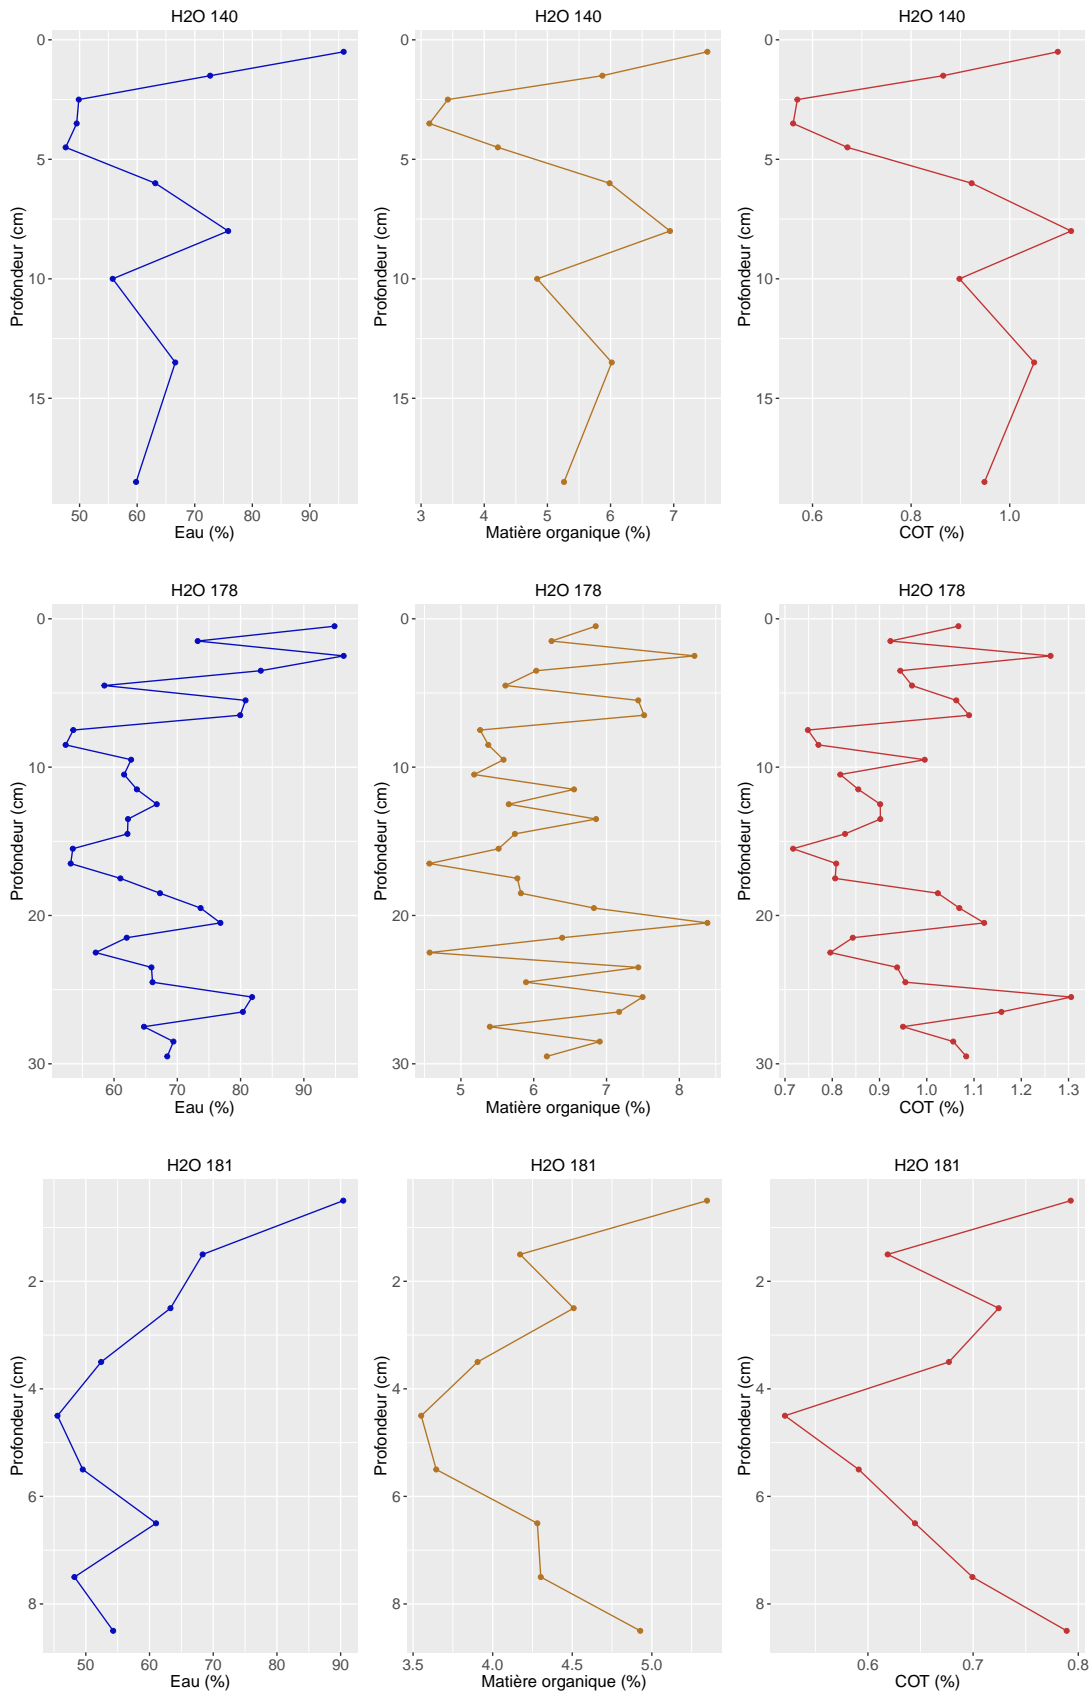 H2O 140 H2O 140 H2O 140
0 0 0
5 5 5
10 10 10
15 15 15
Profondeur (cm) Profondeur (cm) Profondeur (cm)
50 60 70 80 90 3 4 5 6 7 0.6 0.8 1.0
Eau (%) Matière organique (%) COT (%)
H2O 178 H2O 178 H2O 178
0 0 0
10 10 10
20 20 20
30 30 30
Profondeur (cm) Profondeur (cm) Profondeur (cm)
60 70 80 90 5 6 7 8 0.7 0.8 0.9 1.0 1.1 1.2 1.3
Eau (%) Matière organique (%) COT (%)
H2O 181 H2O 181 H2O 181
2 2 2
4 4 4
6 6 6
8 8 8
Profondeur (cm) Profondeur (cm) Profondeur (cm)
50 60 70 80 90 3.5 4.0 4.5 5.0 0.6 0.7 0.8
Eau (%) Matière organique (%) COT (%)